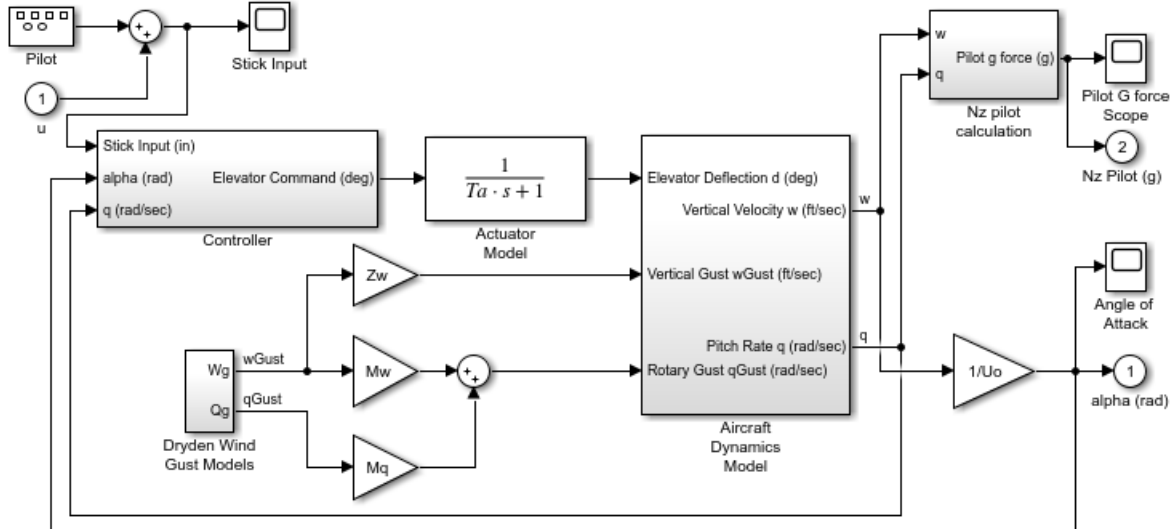 Pilot
Stick Input
1
u
w
Pilot g force (g)
q
Nz pilot
calculation
Pilot G force
Scope
2
Nz Pilot (g)
Stick Input (in)
alpha (rad)
Elevator Command (deg)
q (rad/sec)
Controller
1
Ta · s + 1
Actuator
Model
Elevator Deflection d (deg)
Vertical Velocity w (ft/sec)
w
Vertical Gust wGust (ft/sec)
Pitch Rate q (rad/sec)
q
Rotary Gust qGust (rad/sec)
Aircraft
Dynamics
Model
Zw
Mw
Mq
Wg
wGust
Qg
qGust
Dryden Wind
Gust Models
1/Uo
Angle of
Attack
1
alpha (rad)